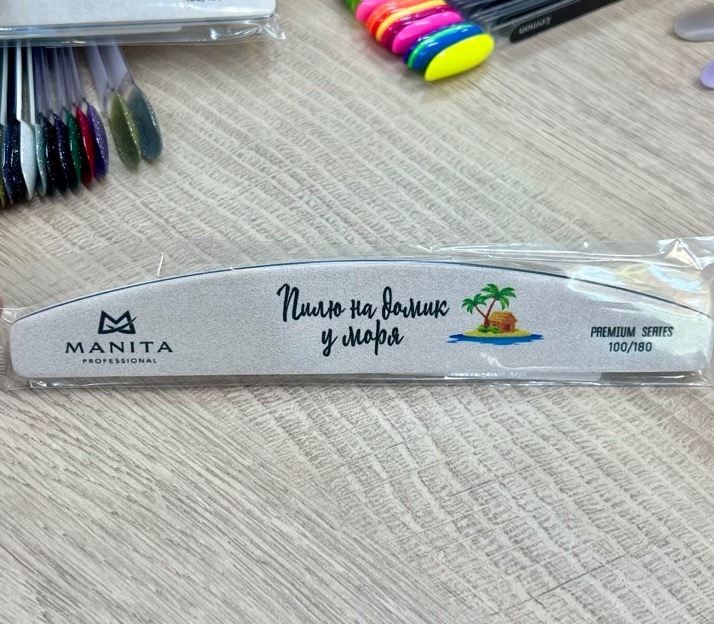 MANITA
PROFESSIONAL
Пилю на домик
у моря
PREMIUM SERIES
100/180